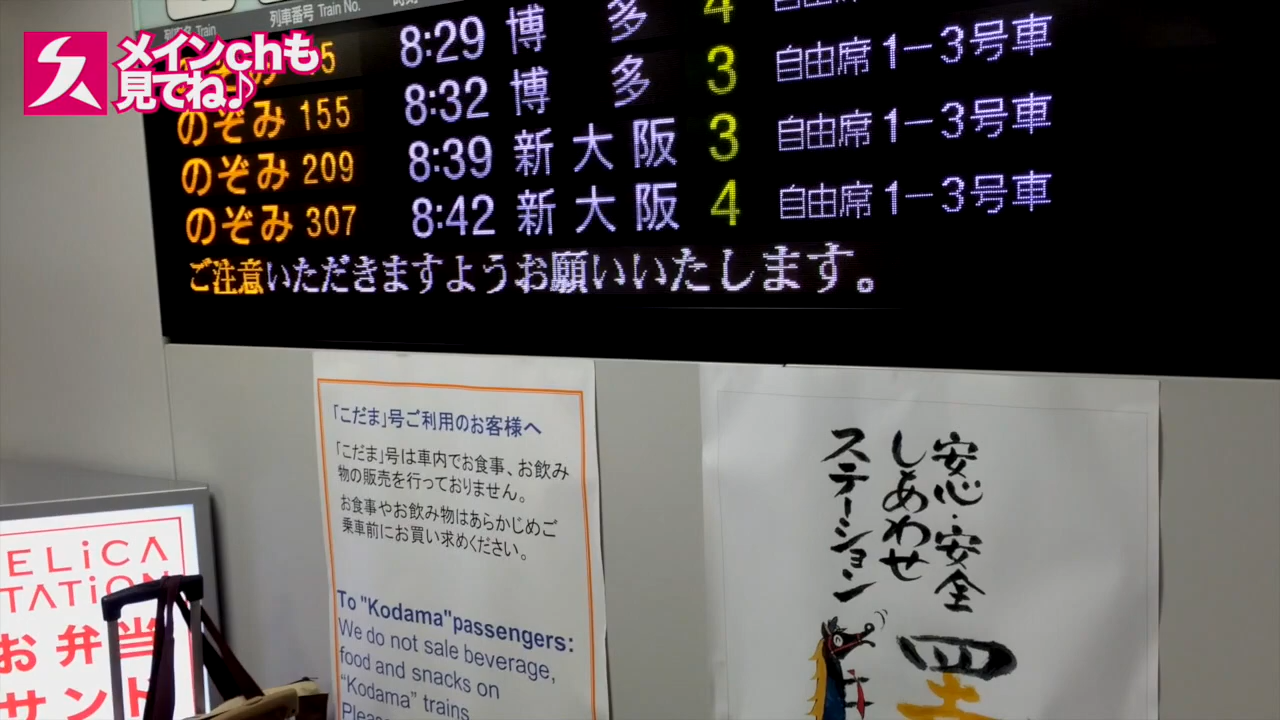 列車番号 Train No.
Train
メインchも
見てね♪
8:29 博多 4
のぞみ 155 8:32 博多 3 自由席 1-3号車
のぞみ 209 8:39 新大阪 3 自由席 1-3号車
のぞみ 307 8:42 新大阪 4 自由席 1-3号車
ご注意いただきますようお願いいたします。
「こだま」号ご利用のお客様へ
「こだま」号は車内でお食事、お飲み
物の販売を行っておりません。
お食事やお飲み物はあらかじめご
乗車前にお買い求めください。
To "Kodama"passengers:
We do not sale beverage,
food and snacks on
“Kodama” trains
安心・安全
しあわせ
ステーション
ELiCA
TATiON
お弁当
サンド